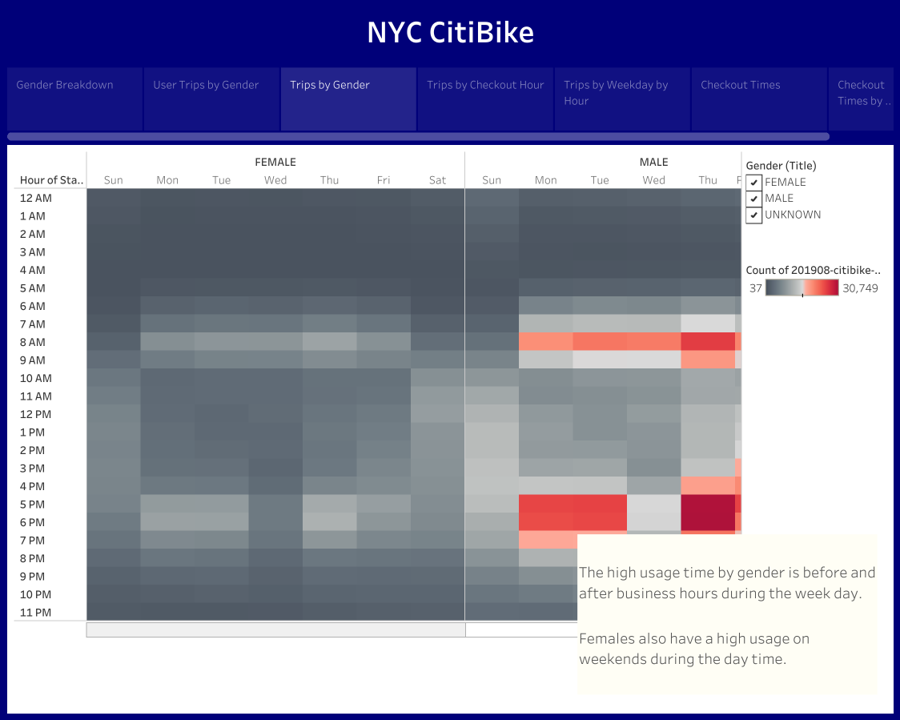 NYC CitiBike
Gender Breakdown
User Trips by Gender
Trips by Gender
Trips by Checkout Hour
Trips by Weekday by
Hour
Checkout Times
Checkout
Times by ..
FEMALE
MALE
Hour of Sta.. Sun Mon Tue Wed Thu Fri Sat Sun Mon Tue Wed Thu F
12 AM
1 AM
2 AM
3 AM
4 AM
5 AM
6 AM
7 AM
8 AM
9 AM
10 AM
11 AM
12 PM
1 PM
2 PM
3 PM
4 PM
5 PM
6 PM
7 PM
8 PM
9 PM
10 PM
11 PM
Gender (Title)
FEMALE
MALE
UNKNOWN
Count of 201908-citibike-..
37 30,749
The high usage time by gender is before and
after business hours during the week day.
Females also have a high usage on
weekends during the day time.